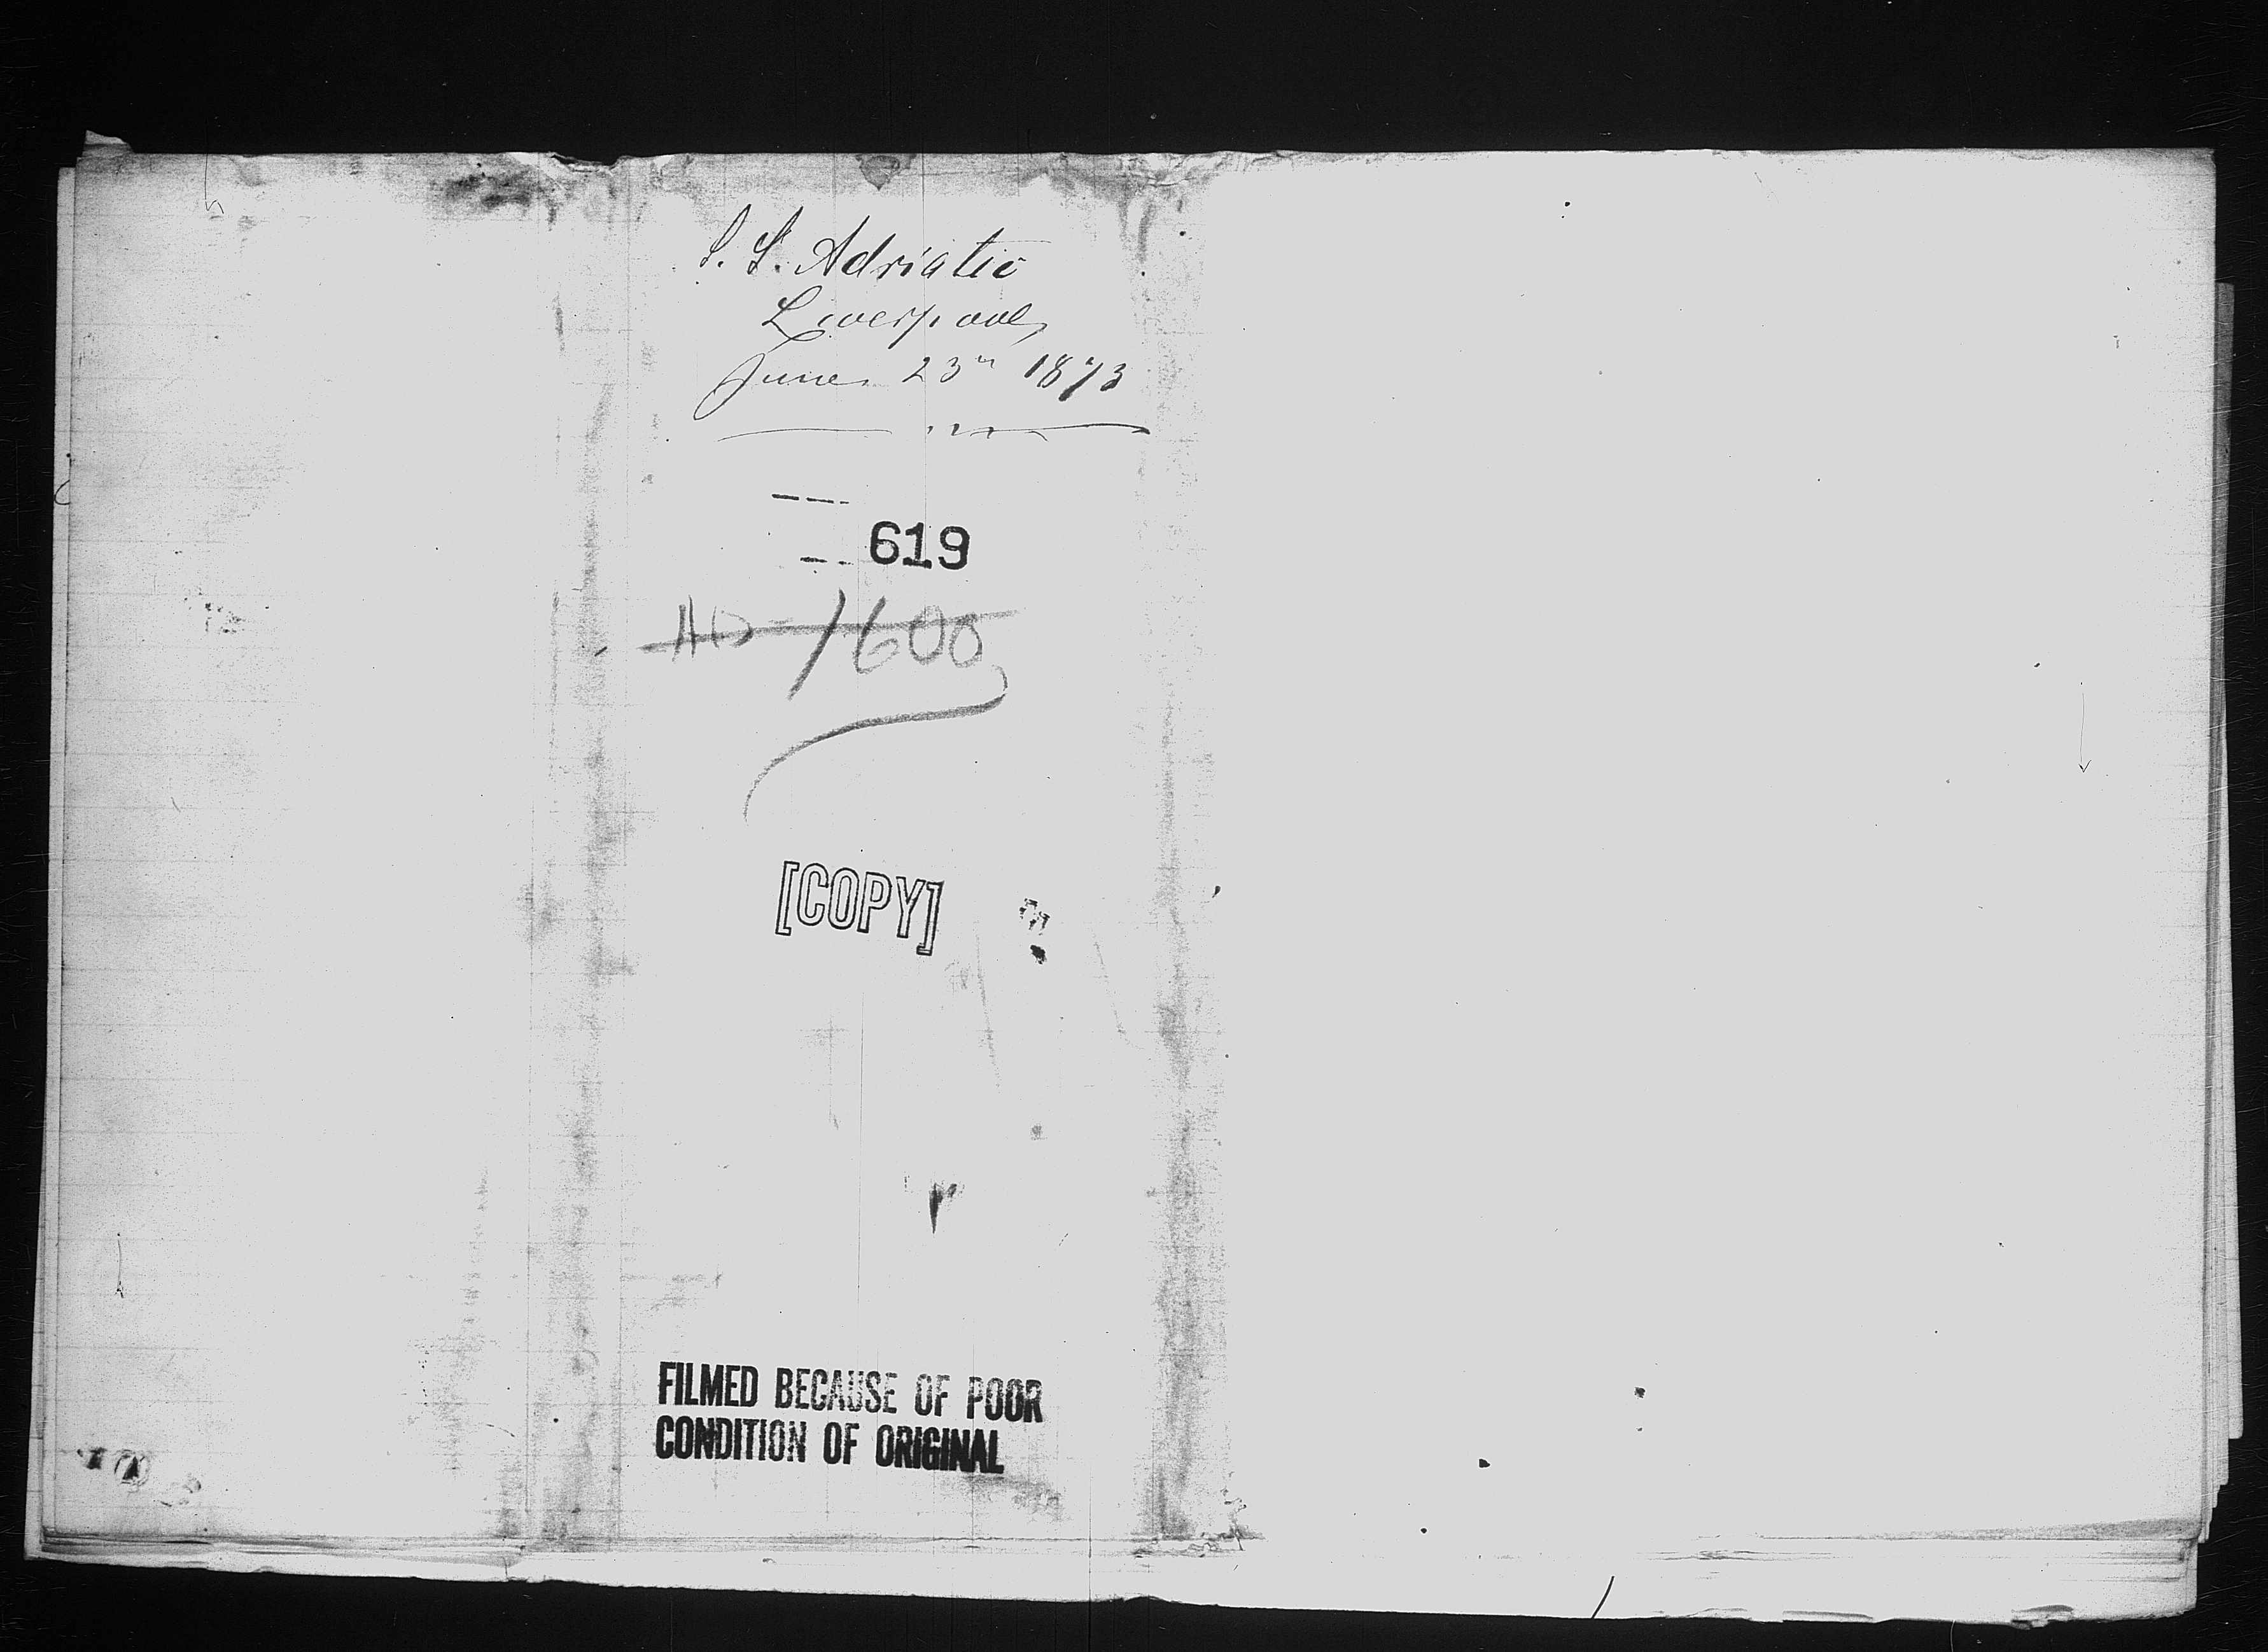 S. S. Adriatic
Liverpool
June 23rd 1873
619
1600
[COPY]
FILMED BECAUSE OF POOR
CONDITION OF ORIGINAL